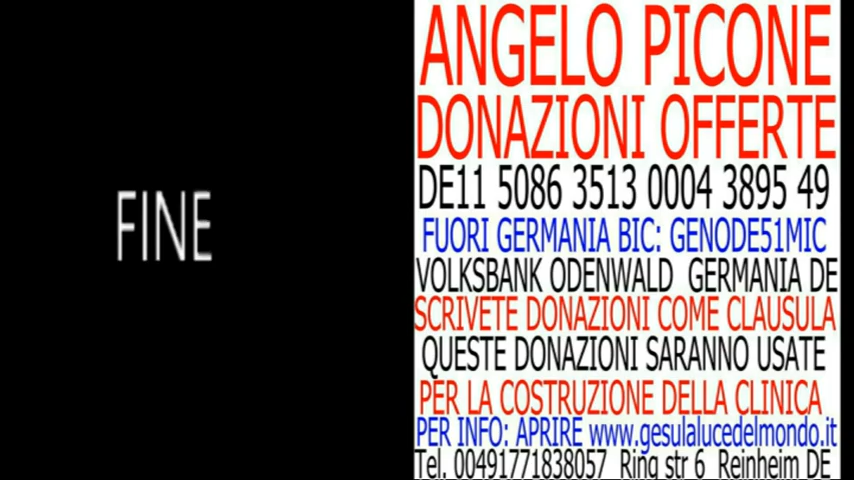 FINE
ANGELO PICONE
DONAZIONI OFFERTE
DE11 5086 3513 0004 3895 49
FUORI GERMANIA BIC: GENODE51MIC
VOLKSBANK ODENWALD GERMANIA DE
SCRIVETE DONAZIONI COME CLAUSULA
QUESTE DONAZIONI SARANNO USATE
PER LA COSTRUZIONE DELLA CLINICA
PER INFO: APRIRE www.gesulalucedelmondo.it
Tel. 00491771838057 Ring str 6 Reinheim DE